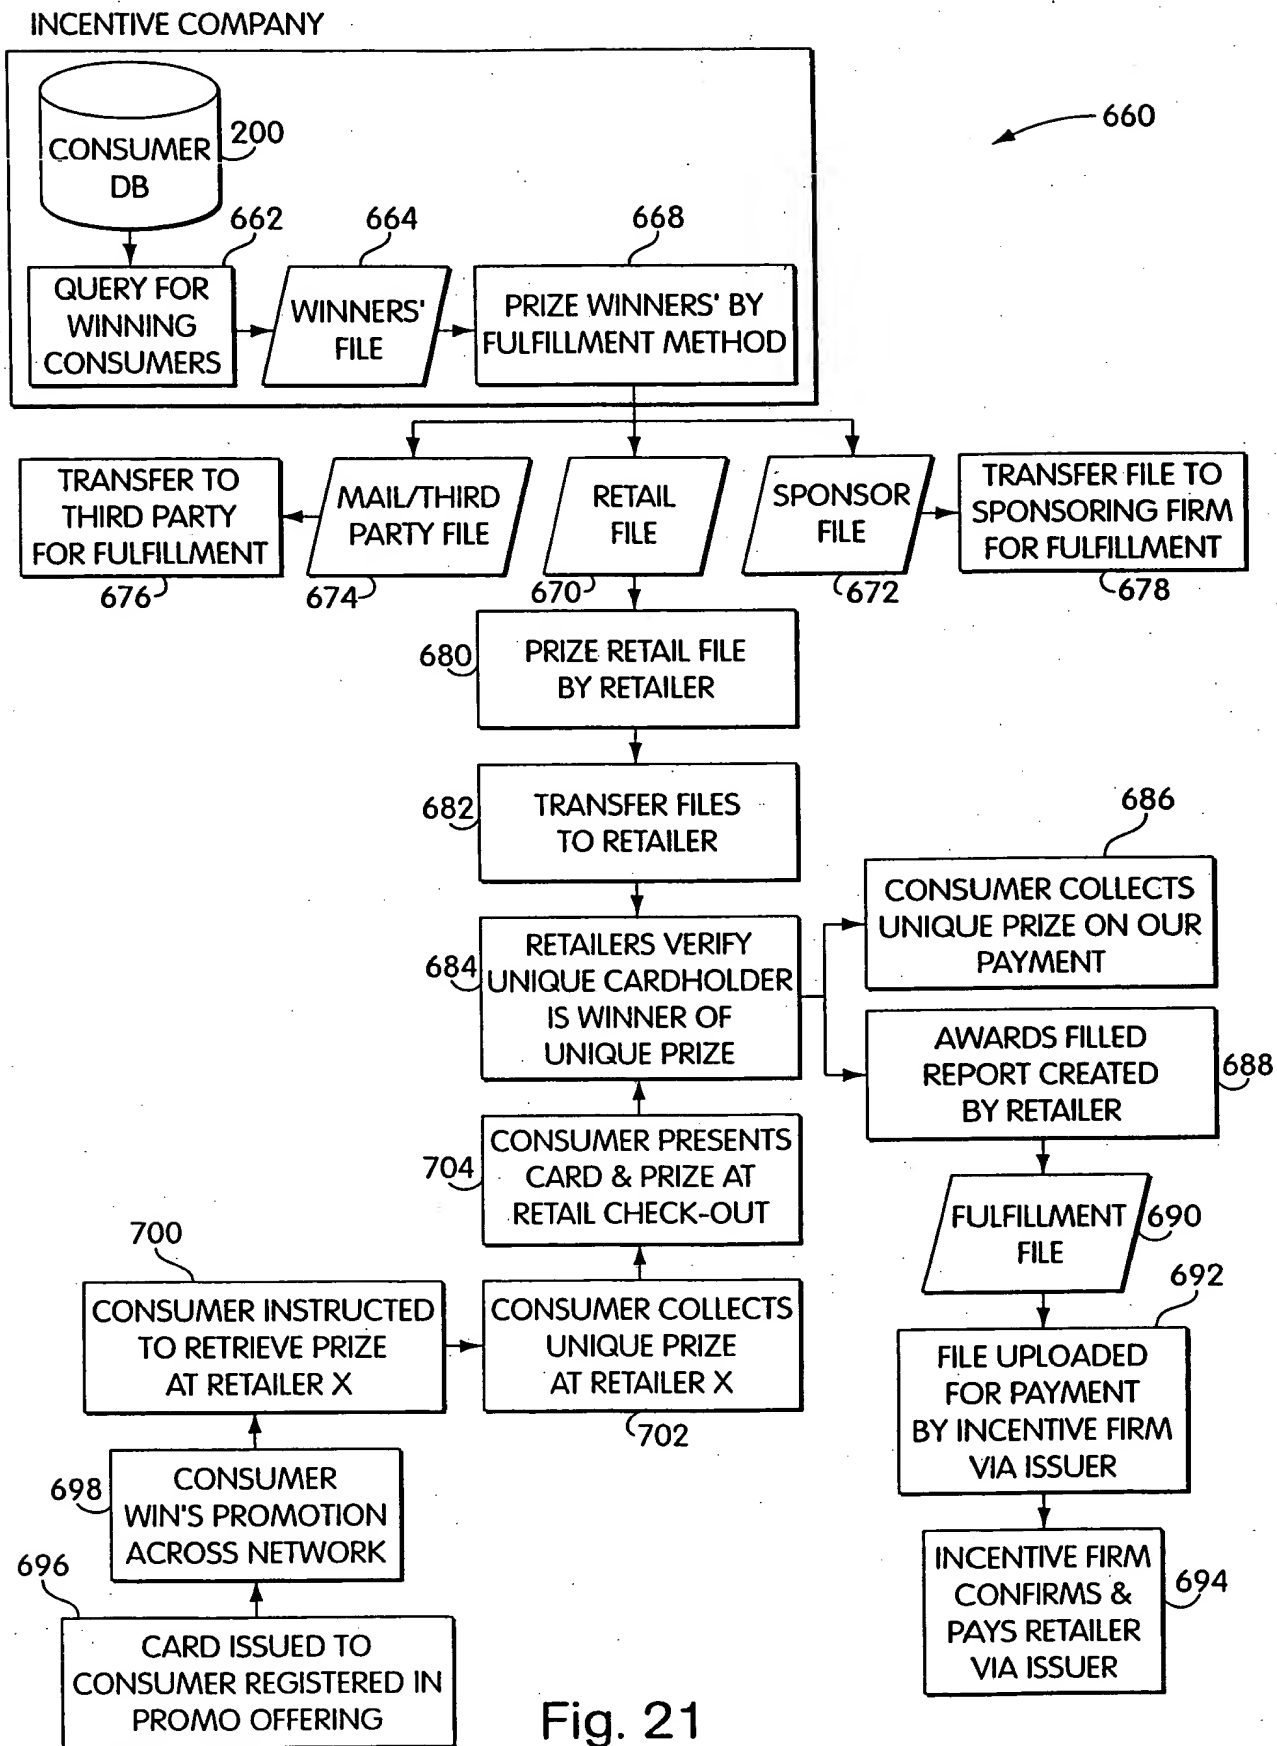 INCENTIVE COMPANY
660
CONSUMER
DB
200
662
664
668
QUERY FOR
WINNING
CONSUMERS
WINNERS'
FILE
PRIZE WINNERS' BY
FULFILLMENT METHOD
TRANSFER TO
THIRD PARTY
FOR FULFILLMENT
676
MAIL/THIRD
PARTY FILE
674
RETAIL
FILE
670
SPONSOR
FILE
672
TRANSFER FILE TO
SPONSORING FIRM
FOR FULFILLMENT
678
680
PRIZE RETAIL FILE
BY RETAILER
682
TRANSFER FILES
TO RETAILER
684
RETAILERS VERIFY
UNIQUE CARDHOLDER
IS WINNER OF
UNIQUE PRIZE
686
CONSUMER COLLECTS
UNIQUE PRIZE ON OUR
PAYMENT
AWARDS FILLED
REPORT CREATED
BY RETAILER
688
704
CONSUMER PRESENTS
CARD & PRIZE AT
RETAIL CHECK-OUT
FULFILLMENT
FILE
690
700
CONSUMER INSTRUCTED
TO RETRIEVE PRIZE
AT RETAILER X
CONSUMER COLLECTS
UNIQUE PRIZE
AT RETAILER X
702
692
FILE UPLOADED
FOR PAYMENT
BY INCENTIVE FIRM
VIA ISSUER
698
CONSUMER
WIN'S PROMOTION
ACROSS NETWORK
INCENTIVE FIRM
CONFIRMS &
PAYS RETAILER
VIA ISSUER
694
696
CARD ISSUED TO
CONSUMER REGISTERED IN
PROMO OFFERING
Fig. 21